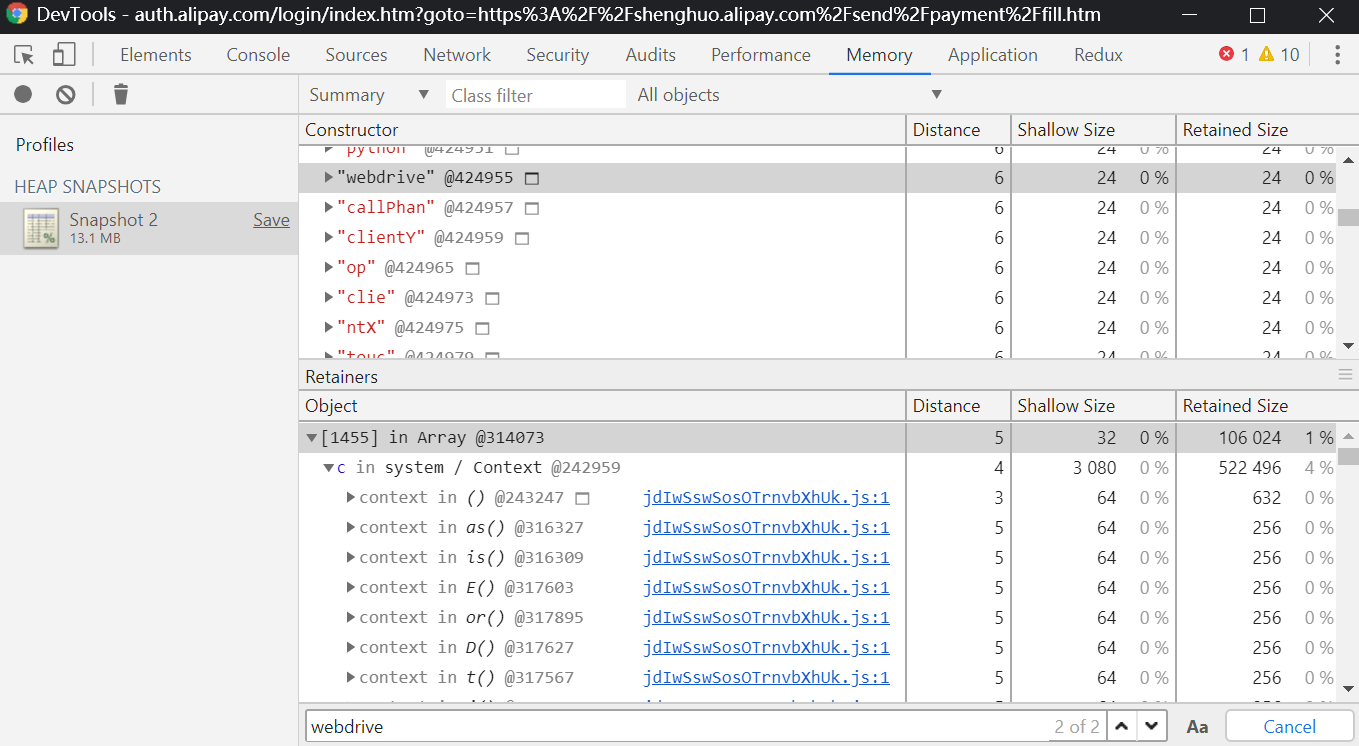 DevTools - auth.alipay.com/login/index.htm?goto=https%3A%2F%2Fshenghuo.alipay.com%2Fsend%2Fpayment%2Ffill.htm
Elements Console Sources Network Security Audits Performance Memory Application Redux 1 10
Summary Class filter All objects
Profiles
HEAP SNAPSHOTS
Snapshot 2 Save
13.1 MB
Constructor Distance Shallow Size Retained Size
"python" @424951 6 24 0 % 24 0 %
"webdrive" @424955 6 24 0 % 24 0 %
"callPhan" @424957 6 24 0 % 24 0 %
"clientY" @424959 6 24 0 % 24 0 %
"op" @424965 6 24 0 % 24 0 %
"clie" @424973 6 24 0 % 24 0 %
"ntX" @424975 6 24 0 % 24 0 %
"touc" @424979 6 24 0 % 24 0 %
Retainers
Object Distance Shallow Size Retained Size
[1455] in Array @314073 5 32 0 % 106 024 1 %
c in system / Context @242959 4 3 080 0 % 522 496 4 %
context in () @243247 jdIwSswSosOTrnvbXhUk.js:1 3 64 0 % 632 0 %
context in as() @316327 jdIwSswSosOTrnvbXhUk.js:1 5 64 0 % 256 0 %
context in is() @316309 jdIwSswSosOTrnvbXhUk.js:1 5 64 0 % 256 0 %
context in E() @317603 jdIwSswSosOTrnvbXhUk.js:1 5 64 0 % 256 0 %
context in or() @317895 jdIwSswSosOTrnvbXhUk.js:1 5 64 0 % 256 0 %
context in D() @317627 jdIwSswSosOTrnvbXhUk.js:1 5 64 0 % 256 0 %
context in t() @317567 jdIwSswSosOTrnvbXhUk.js:1 5 64 0 % 256 0 %
webdrive 2 of 2 Aa Cancel